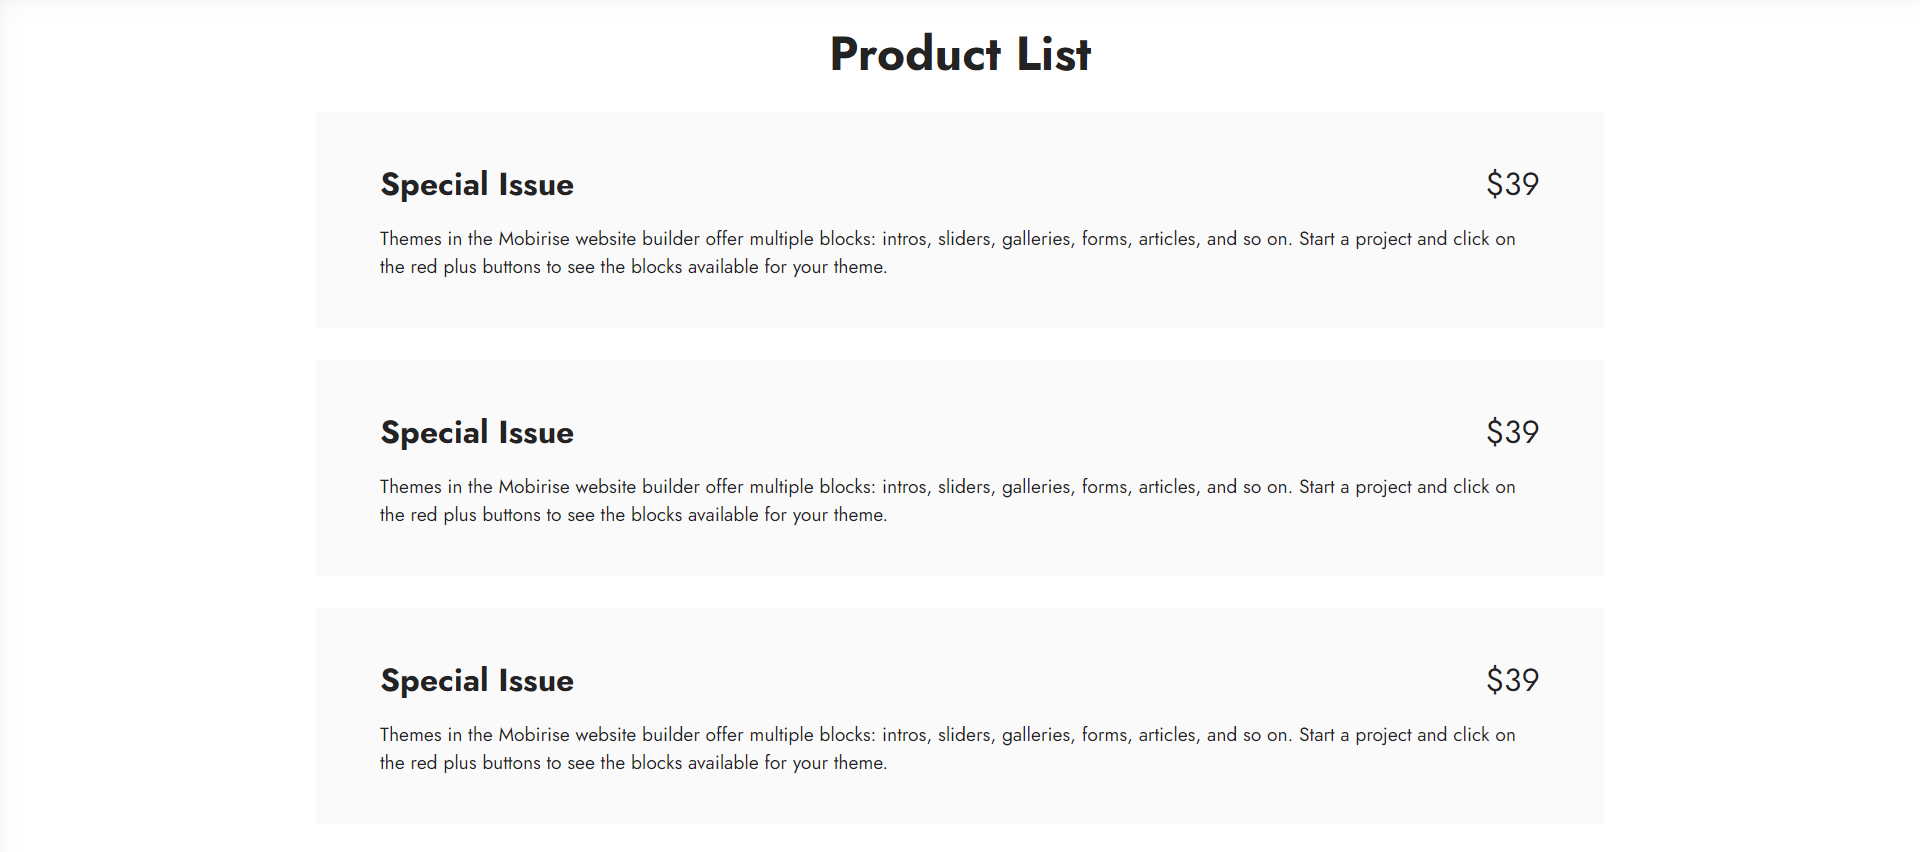 Product List
Special Issue $39
Themes in the Mobirise website builder offer multiple blocks: intros, sliders, galleries, forms, articles, and so on. Start a project and click on
the red plus buttons to see the blocks available for your theme.
Special Issue $39
Themes in the Mobirise website builder offer multiple blocks: intros, sliders, galleries, forms, articles, and so on. Start a project and click on
the red plus buttons to see the blocks available for your theme.
Special Issue $39
Themes in the Mobirise website builder offer multiple blocks: intros, sliders, galleries, forms, articles, and so on. Start a project and click on
the red plus buttons to see the blocks available for your theme.